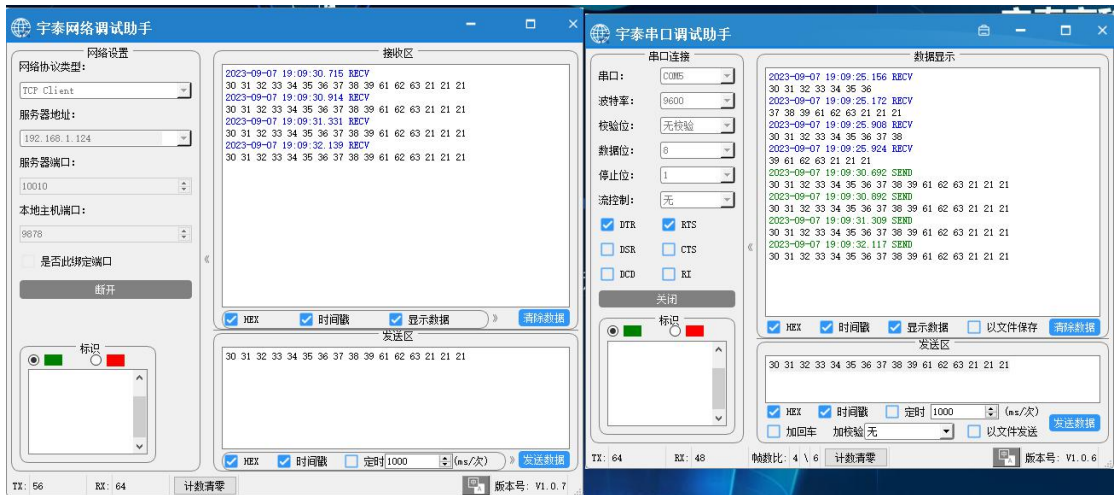 宇泰网络调试助手
网络设置
网络协议类型:
TCP Client
服务器地址:
192.168.1.124
服务器端口:
10010
本地主机端口:
9878
是否此绑定端口
断开
标识
接收区
2023-09-07 19:09:30.715 RECV
30 31 32 33 34 35 36 37 38 39 61 62 63 21 21 21
2023-09-07 19:09:30.914 RECV
30 31 32 33 34 35 36 37 38 39 61 62 63 21 21 21
2023-09-07 19:09:31.331 RECV
30 31 32 33 34 35 36 37 38 39 61 62 63 21 21 21
2023-09-07 19:09:32.139 RECV
30 31 32 33 34 35 36 37 38 39 61 62 63 21 21 21
HEX 时间戳 显示数据 》 清除数据
发送区
30 31 32 33 34 35 36 37 38 39 61 62 63 21 21 21
HEX 时间戳 定时 1000 (ms/次) 》 发送数据
TX: 56 RX: 64 计数清零 版本号: V1.0.7
宇泰串口调试助手
串口连接
串口: COM5
波特率: 9600
校验位: 无校验
数据位: 8
停止位: 1
流控制: 无
DTR RTS
DSR CTS
DCD RI
关闭
标识
数据显示
2023-09-07 19:09:25.156 RECV
30 31 32 33 34 35 36
2023-09-07 19:09:25.172 RECV
37 38 39 61 62 63 21 21 21
2023-09-07 19:09:25.908 RECV
30 31 32 33 34 35 36 37 38
2023-09-07 19:09:25.924 RECV
39 61 62 63 21 21 21
2023-09-07 19:09:30.692 SEND
30 31 32 33 34 35 36 37 38 39 61 62 63 21 21 21
2023-09-07 19:09:30.892 SEND
30 31 32 33 34 35 36 37 38 39 61 62 63 21 21 21
2023-09-07 19:09:31.309 SEND
30 31 32 33 34 35 36 37 38 39 61 62 63 21 21 21
2023-09-07 19:09:32.117 SEND
30 31 32 33 34 35 36 37 38 39 61 62 63 21 21 21
HEX 时间戳 显示数据 以文件保存 清除数据
发送区
30 31 32 33 34 35 36 37 38 39 61 62 63 21 21 21
HEX 时间戳 定时 1000 (ms/次)
加回车 加校验 无 以文件发送 发送数据
TX: 64 RX: 48 帧数比: 4 \ 6 计数清零 版本号: V1.0.6